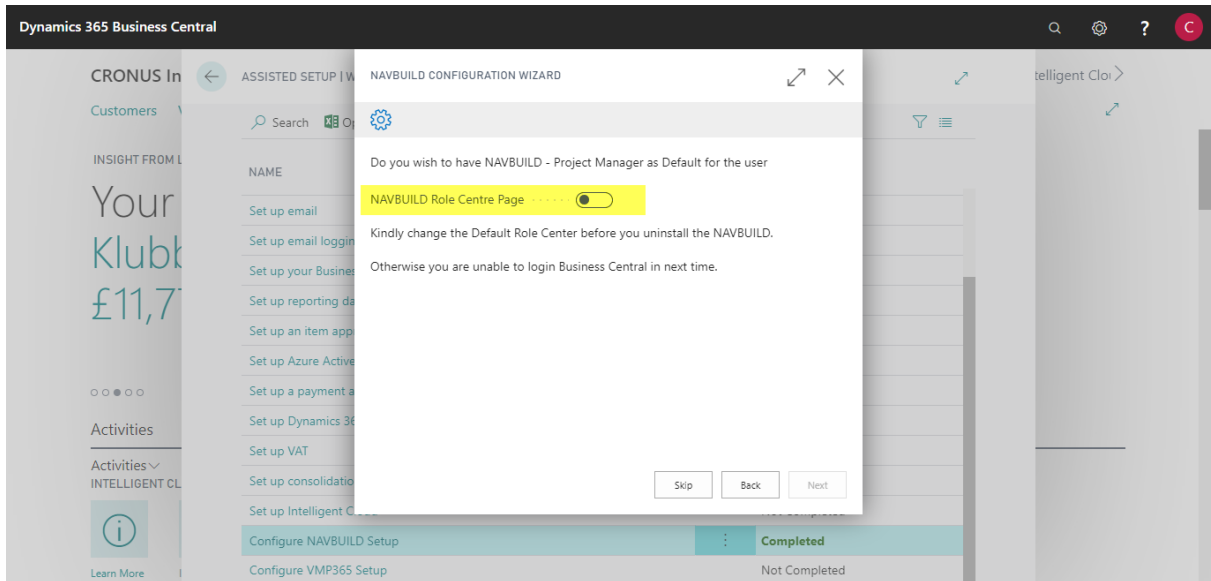 Dynamics 365 Business Central
?
C
CRONUS In
Customers
INSIGHT FROM L
Your
Klubb
£11,77
Activities
Activities
INTELLIGENT CL
Learn More
ASSISTED SETUP | W
Search
NAME
Set up email
Set up email loggin
Set up your Busines
Set up reporting da
Set up an item app
Set up Azure Active
Set up a payment a
Set up Dynamics 36
Set up VAT
Set up consolidatio
Set up Intelligent C
Configure NAVBUILD Setup
Completed
Configure VMP365 Setup
Not Completed
NAVBUILD CONFIGURATION WIZARD
Do you wish to have NAVBUILD - Project Manager as Default for the user
NAVBUILD Role Centre Page
Kindly change the Default Role Center before you uninstall the NAVBUILD.
Otherwise you are unable to login Business Central in next time.
Skip
Back
Next
telligent Clo